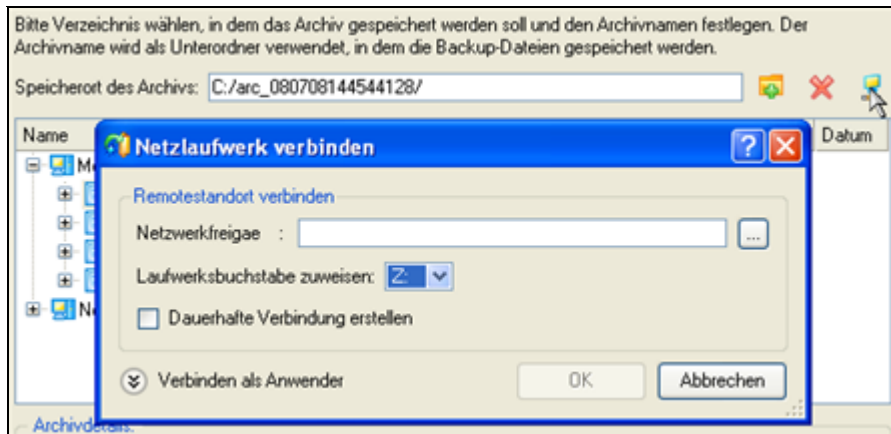 Bitte Verzeichnis wählen, in dem das Archiv gespeichert werden soll und den Archivnamen festlegen. Der
Archivname wird als Unterordner verwendet, in dem die Backup-Dateien gespeichert werden.
Speicherort des Archivs: C:/arc_080708144544128/
Name
Datum
Netzlaufwerk verbinden
Remotestandort verbinden
Netzwerkfreigae :
...
Laufwerksbuchstabe zuweisen: Z:
Dauerhafte Verbindung erstellen
Verbinden als Anwender
OK
Abbrechen
Archivdetails: